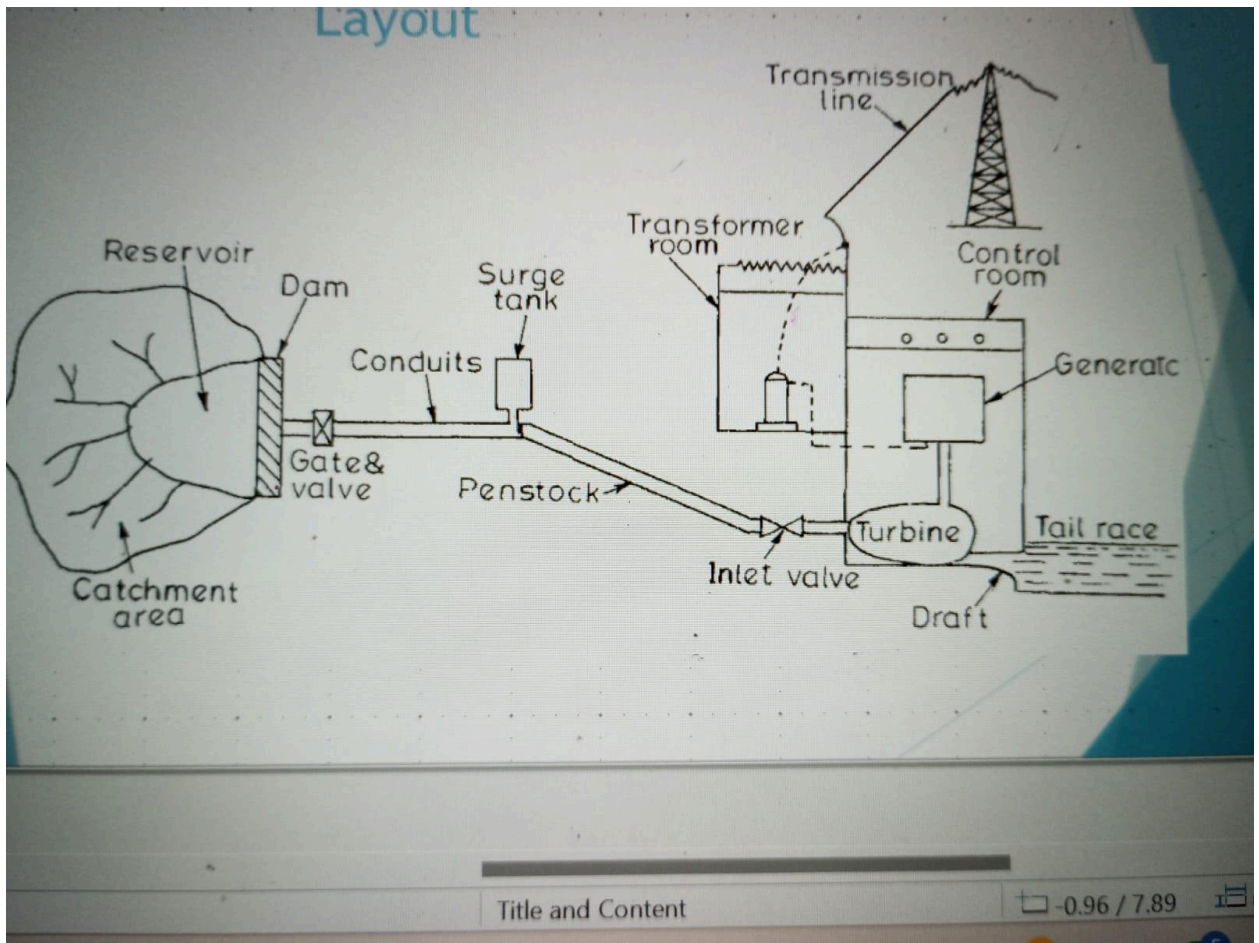 Layout
Transmission
line
Transformer
room
Reservoir
Dam
Surge
tank
Control
room
Conduits
Generatc
Gate&
valve
Penstock
Turbine
Tail race
Inlet valve
Catchment
area
Draft
Title and Content
-0.96 / 7.89